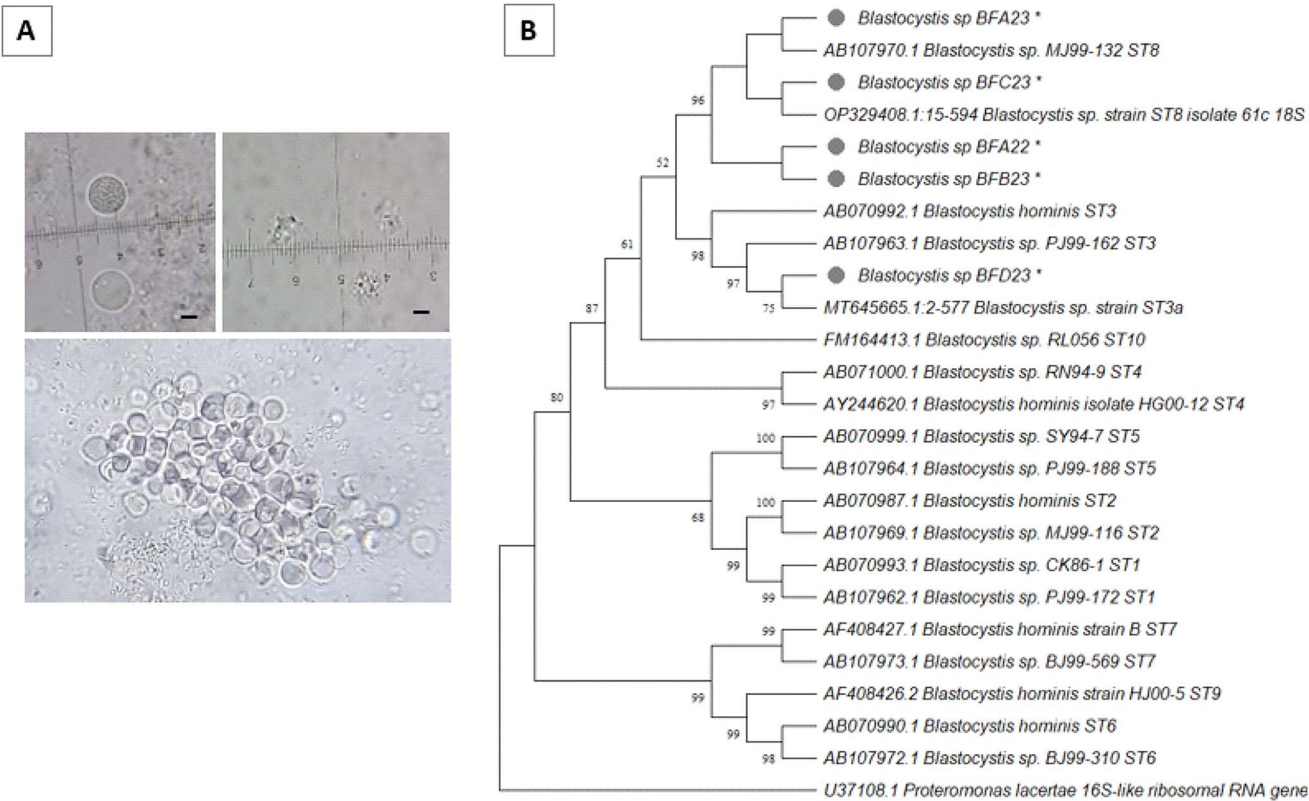 A
B
6 5 4 3 2
7 6 5 4 3
Blastocystis sp BFA23 *
AB107970.1 Blastocystis sp. MJ99-132 ST8
Blastocystis sp BFC23 *
96
OP329408.1:15-594 Blastocystis sp. strain ST8 isolate 61c 18S
Blastocystis sp BFA22 *
52
Blastocystis sp BFB23 *
AB070992.1 Blastocystis hominis ST3
61
AB107963.1 Blastocystis sp. PJ99-162 ST3
98
Blastocystis sp BFD23 *
97
MT645665.1:2-577 Blastocystis sp. strain ST3a
75
87
FM164413.1 Blastocystis sp. RL056 ST10
AB071000.1 Blastocystis sp. RN94-9 ST4
80
AY244620.1 Blastocystis hominis isolate HG00-12 ST4
97
AB070999.1 Blastocystis sp. SY94-7 ST5
100
AB107964.1 Blastocystis sp. PJ99-188 ST5
AB070987.1 Blastocystis hominis ST2
100
68
AB107969.1 Blastocystis sp. MJ99-116 ST2
AB070993.1 Blastocystis sp. CK86-1 ST1
99
AB107962.1 Blastocystis sp. PJ99-172 ST1
99
AF408427.1 Blastocystis hominis strain B ST7
99
AB107973.1 Blastocystis sp. BJ99-569 ST7
AF408426.2 Blastocystis hominis strain HJ00-5 ST9
99
AB070990.1 Blastocystis hominis ST6
99
AB107972.1 Blastocystis sp. BJ99-310 ST6
98
U37108.1 Proteromonas lacertae 16S-like ribosomal RNA gene